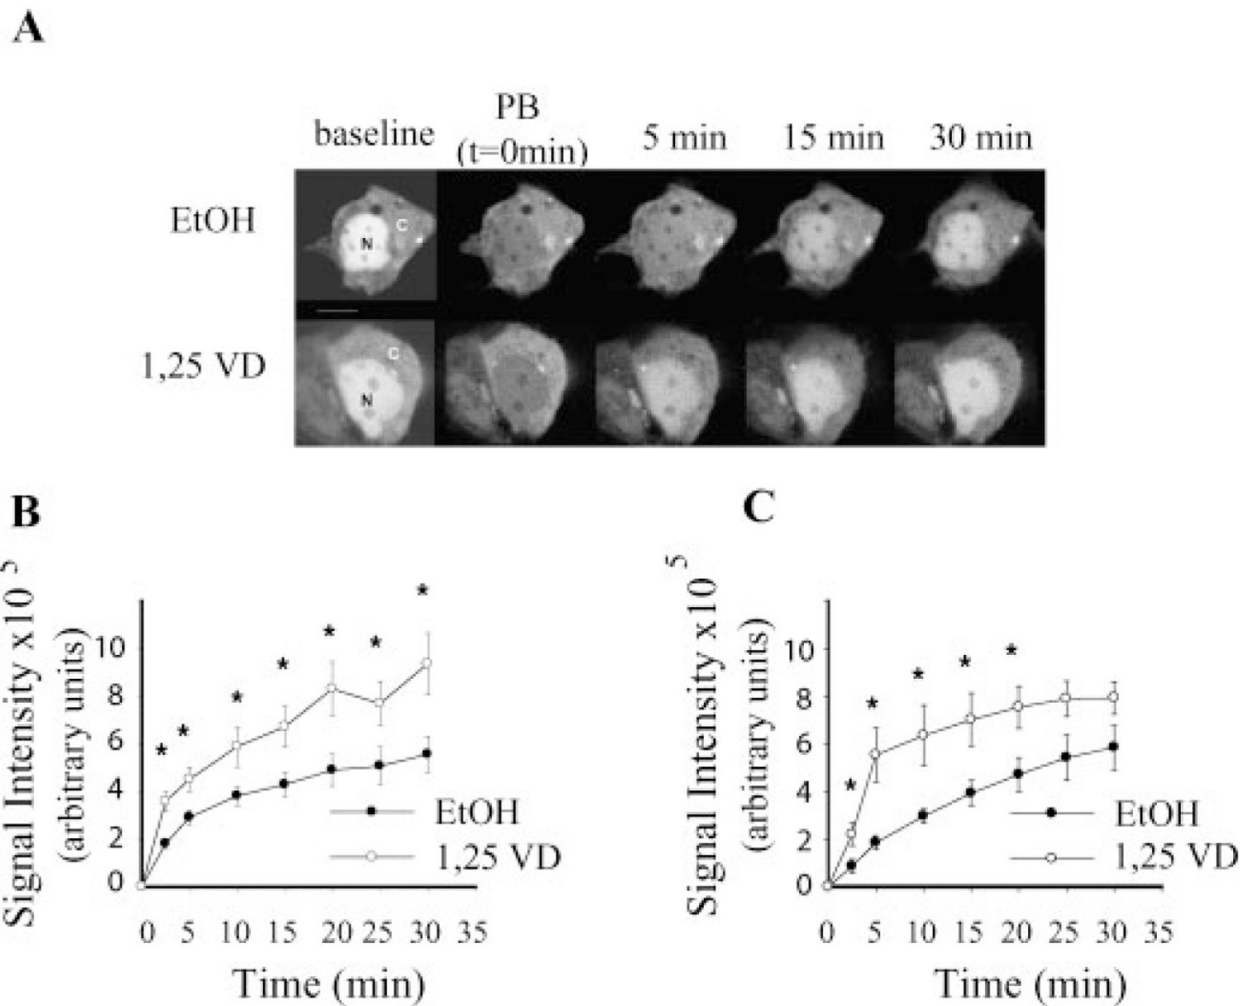 A
baseline
PB
(t=0min)
5 min
15 min
30 min
EtOH
C
N
1,25 VD
C
N
B
Signal Intensity x10 5
(arbitrary units)
10
8
6
4
2
0
* * * * * * *
EtOH
1,25 VD
0 5 10 15 20 25 30 35
Time (min)
C
Signal Intensity x10 5
(arbitrary units)
10
8
6
4
2
0
* * * * *
EtOH
1,25 VD
0 5 10 15 20 25 30 35
Time (min)